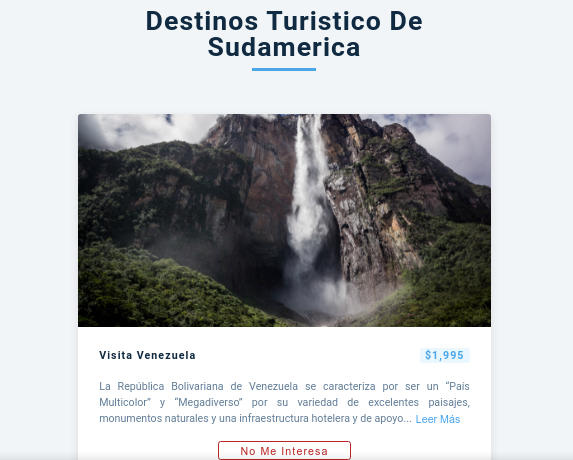 Destinos Turistico De
Sudamerica
Visita Venezuela
$1,995
La República Bolivariana de Venezuela se caracteriza por ser un “País
Multicolor” y “Megadiverso” por su variedad de excelentes paisajes,
monumentos naturales y una infraestructura hotelera y de apoyo... Leer Más
No Me Interesa